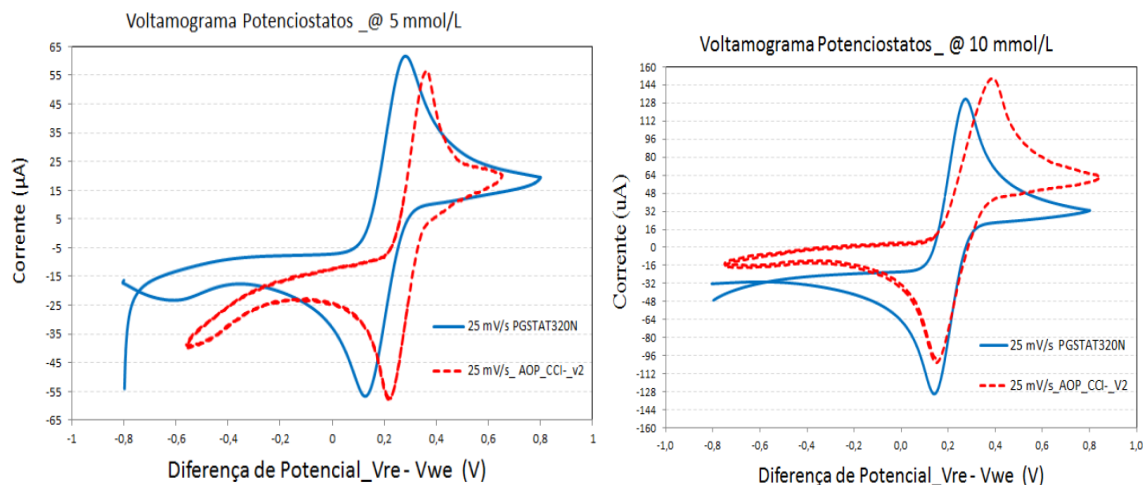 Voltamograma Potenciostatos _@ 5 mmol/L
65
55
45
35
25
15
5
-5
-15
-25
-35
-45
-55
-65
Corrente (µA)
25 mV/s PGSTAT320N
25 mV/s_ AOP_CCI-_v2
-1 -0,8 -0,6 -0,4 -0,2 0 0,2 0,4 0,6 0,8 1
Diferença de Potencial_Vre - Vwe (V)
Voltamograma Potenciostatos _ @ 10 mmol/L
160
144
128
112
96
80
64
48
32
16
0
-16
-32
-48
-64
-80
-96
-112
-128
-144
-160
Corrente (uA)
25 mV/s PGSTAT320N
25 mV/s_AOP_CCI-_V2
-1,0 -0,8 -0,6 -0,4 -0,2 0,0 0,2 0,4 0,6 0,8 1,0
Diferença de Potencial_Vre - Vwe (V)